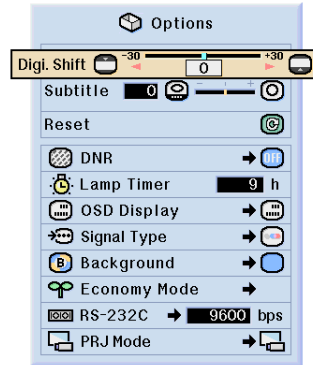 Options
Digi. Shift -30 0 +30
Subtitle 0 - +
Reset
DNR OFF
Lamp Timer 9 h
OSD Display
Signal Type
B Background
Economy Mode
RS-232C 9600 bps
PRJ Mode